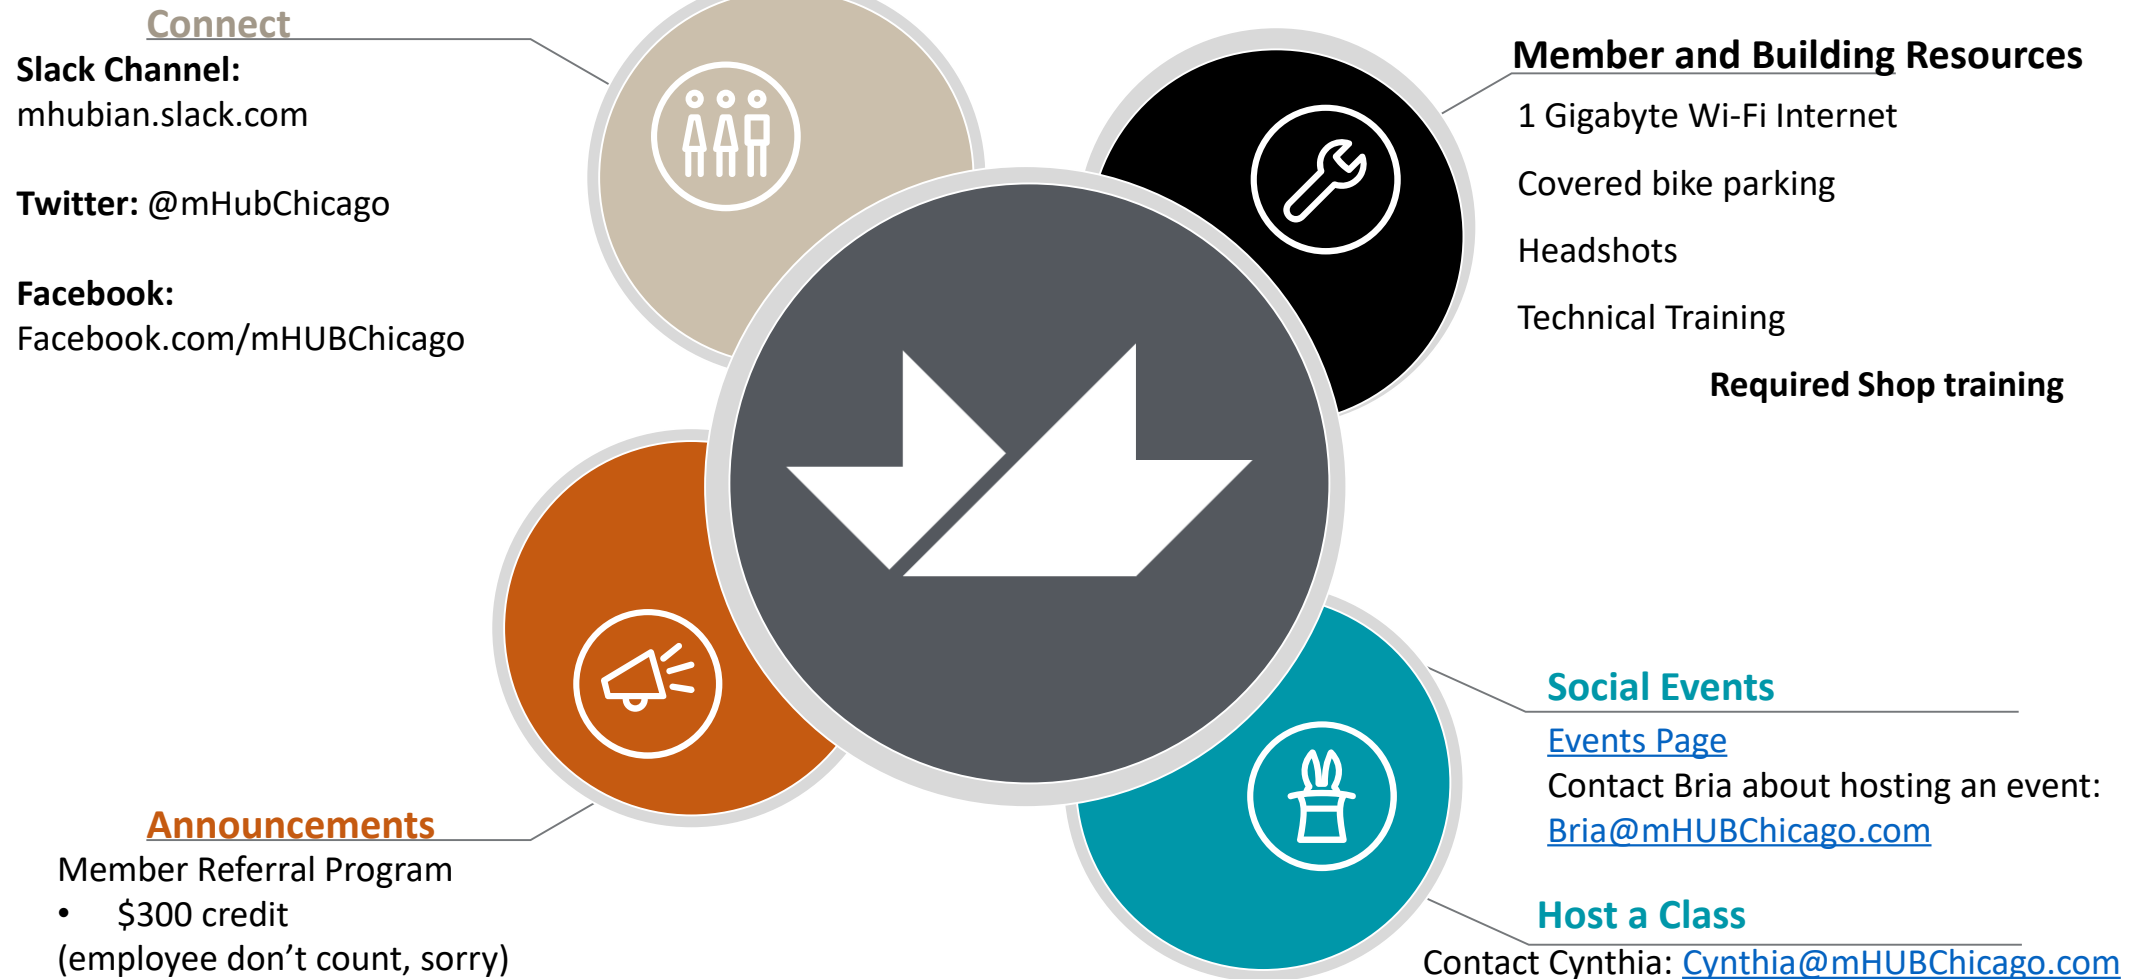 Connect
Slack Channel:
mhubian.slack.com
Twitter: @mHubChicago
Facebook:
Facebook.com/mHUBChicago
Member and Building Resources
1 Gigabyte Wi-Fi Internet
Covered bike parking
Headshots
Technical Training
Required Shop training
Announcements
Member Referral Program
• $300 credit
(employee don’t count, sorry)
Social Events
Events Page
Contact Bria about hosting an event:
Bria@mHUBChicago.com
Host a Class
Contact Cynthia: Cynthia@mHUBChicago.com